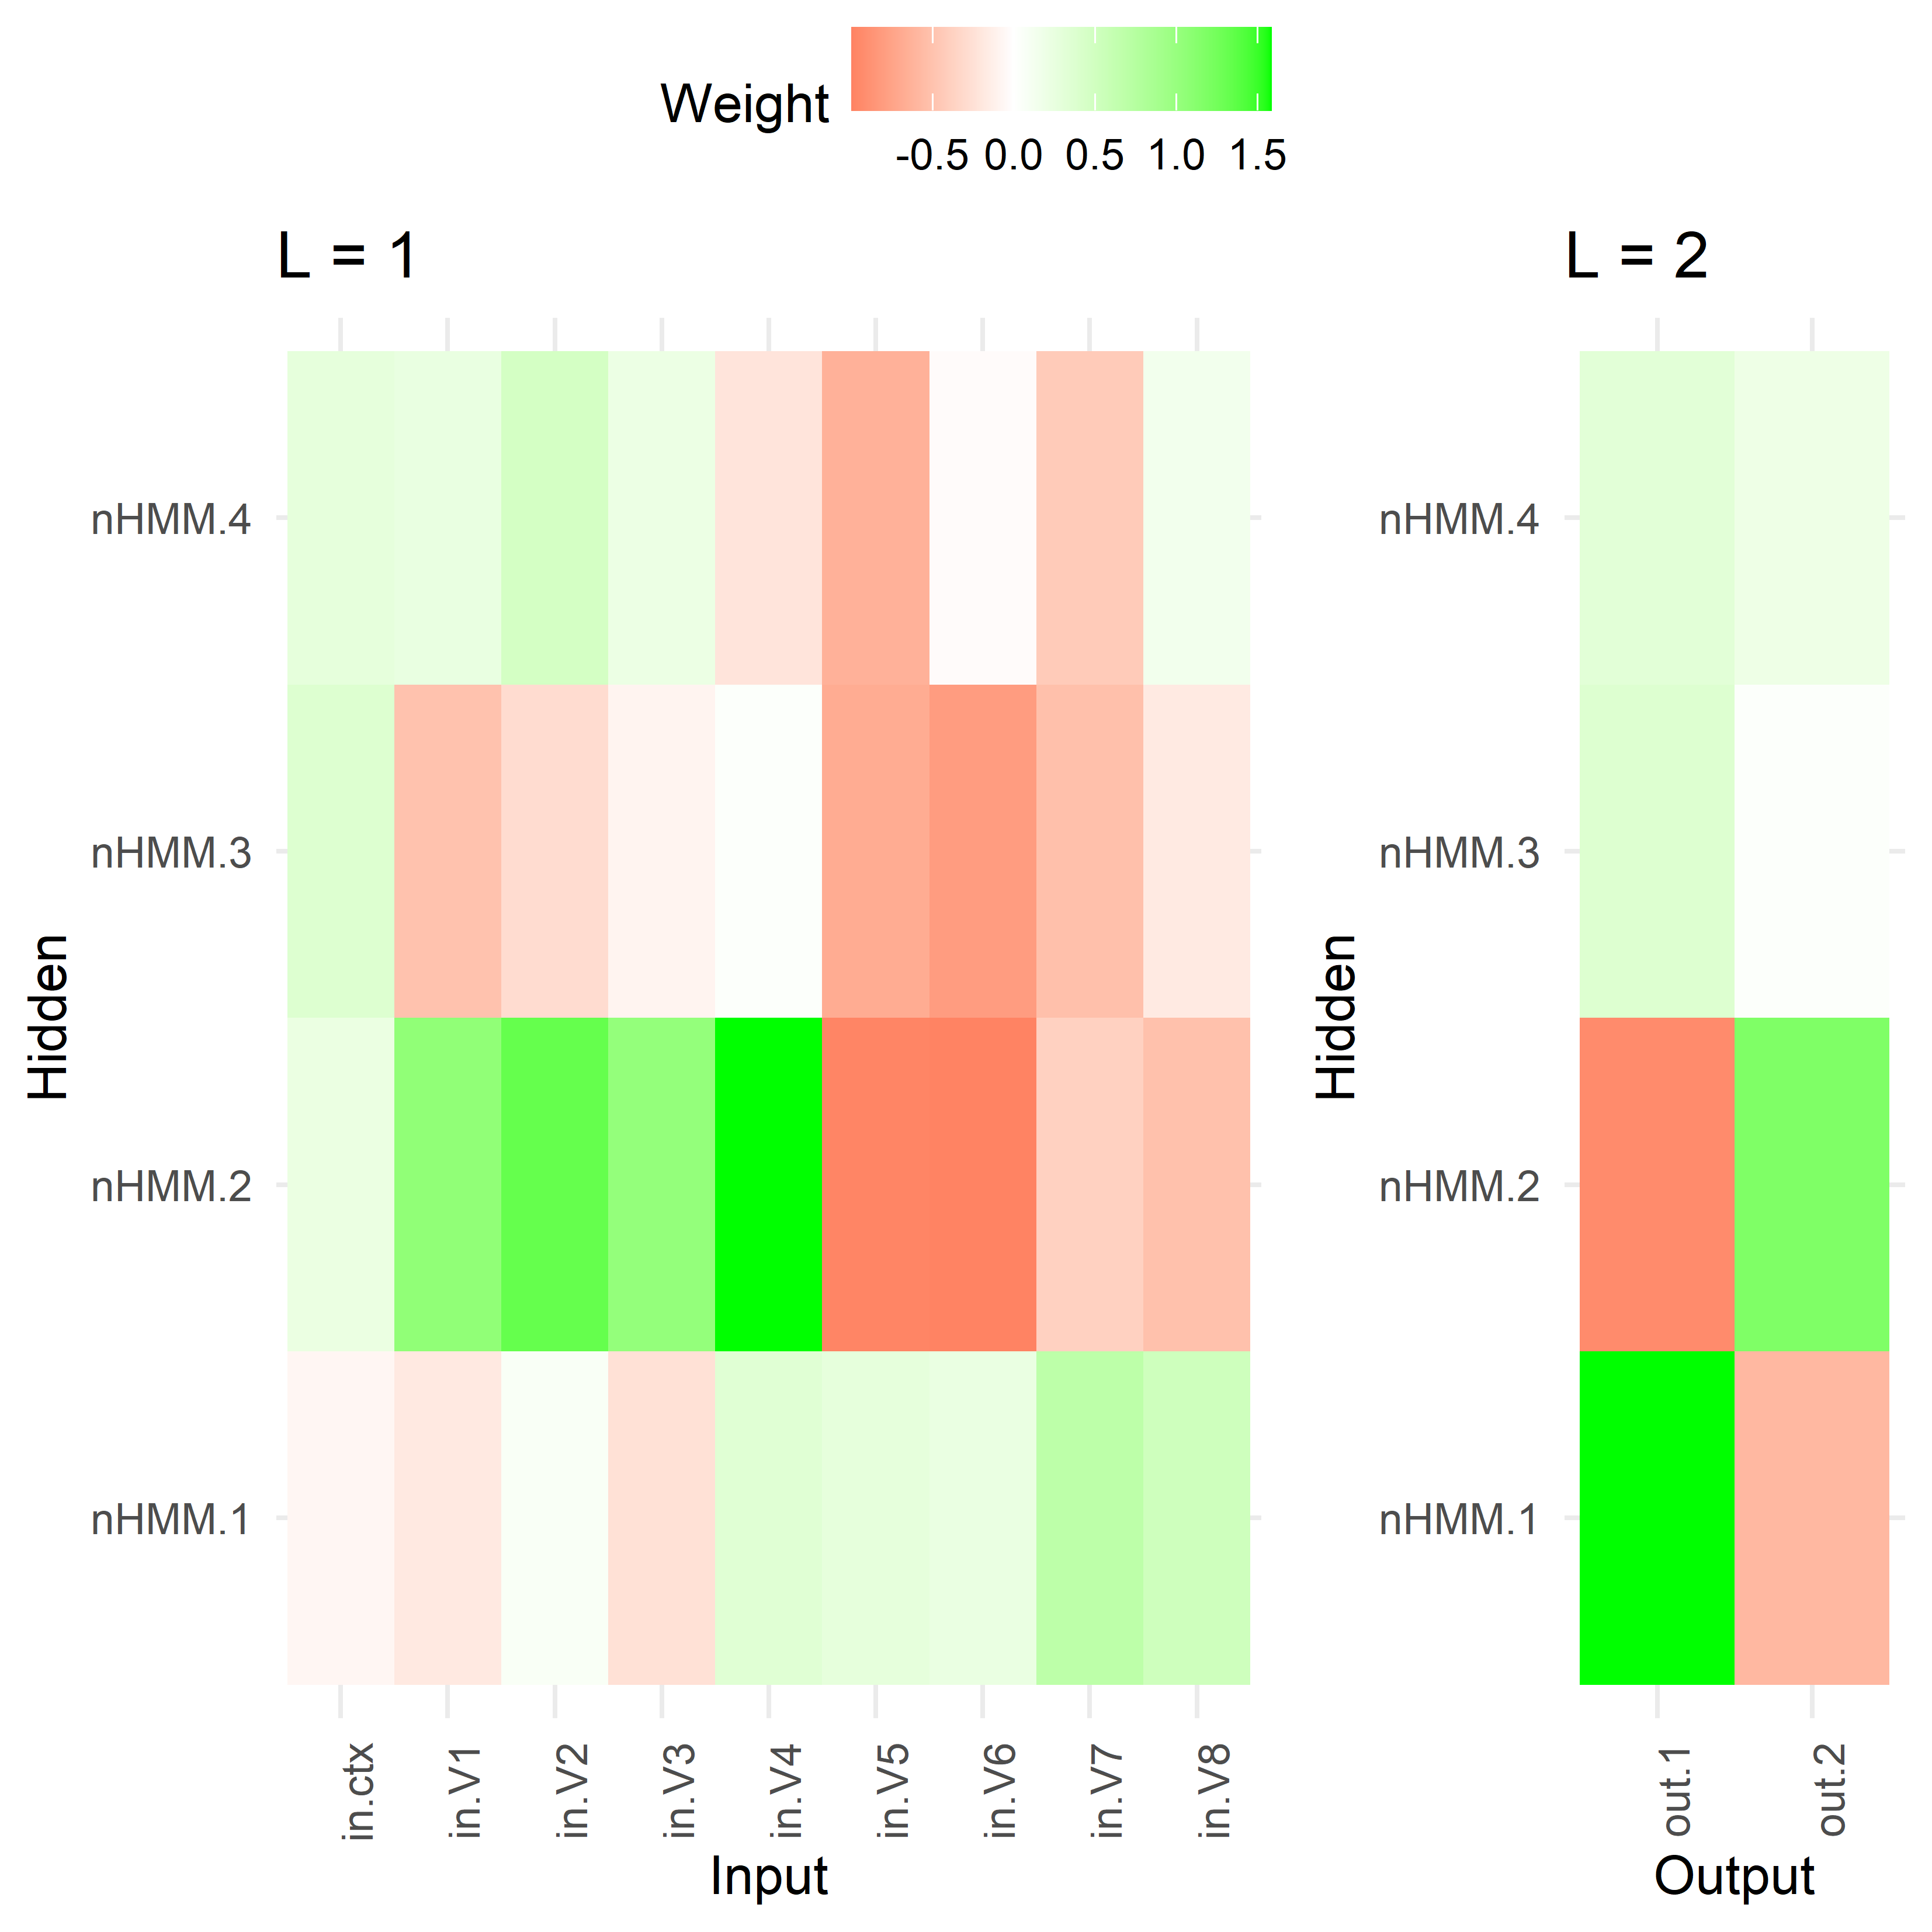 Weight
-0.5 0.0 0.5 1.0 1.5
L = 1
Hidden
nHMM.4
nHMM.3
nHMM.2
nHMM.1
in.ctx
in.V1
in.V2
in.V3
in.V4
in.V5
in.V6
in.V7
in.V8
Input
L = 2
Hidden
nHMM.4
nHMM.3
nHMM.2
nHMM.1
out.1
out.2
Output